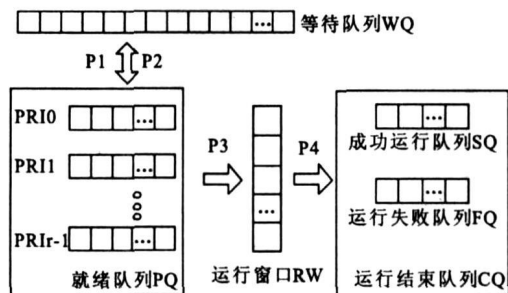 等待队列WQ
P1 P2
PRI0
PRI1
PRIr-1
就绪队列PQ
P3
运行窗口RW
P4
成功运行队列SQ
运行失败队列FQ
运行结束队列CQ